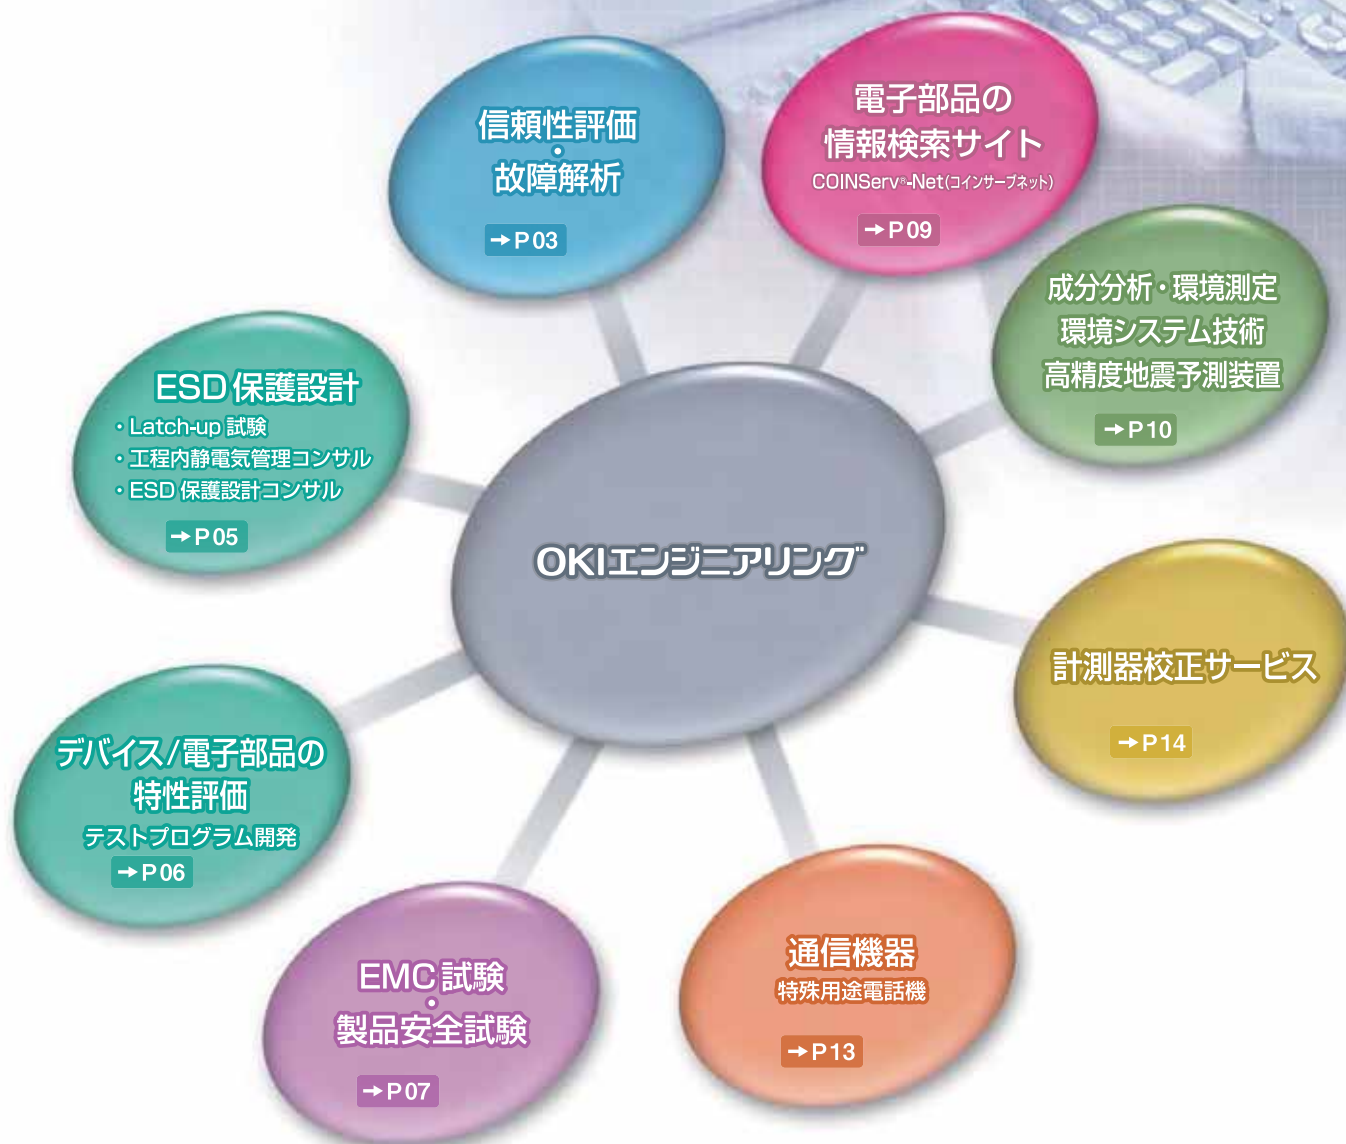 信頼性評価
・
故障解析
→P03
電子部品の
情報検索サイト
COINServ®-Net(コインサーブネット)
→P09
成分分析・環境測定
環境システム技術
高精度地震予測装置
→P10
ESD保護設計
・Latch-up 試験
・工程内静電気管理コンサル
・ESD 保護設計コンサル
→P05
OKIエンジニアリング
計測器校正サービス
→P14
デバイス/電子部品の
特性評価
テストプログラム開発
→P06
EMC試験
・
製品安全試験
→P07
通信機器
特殊用途電話機
→P13